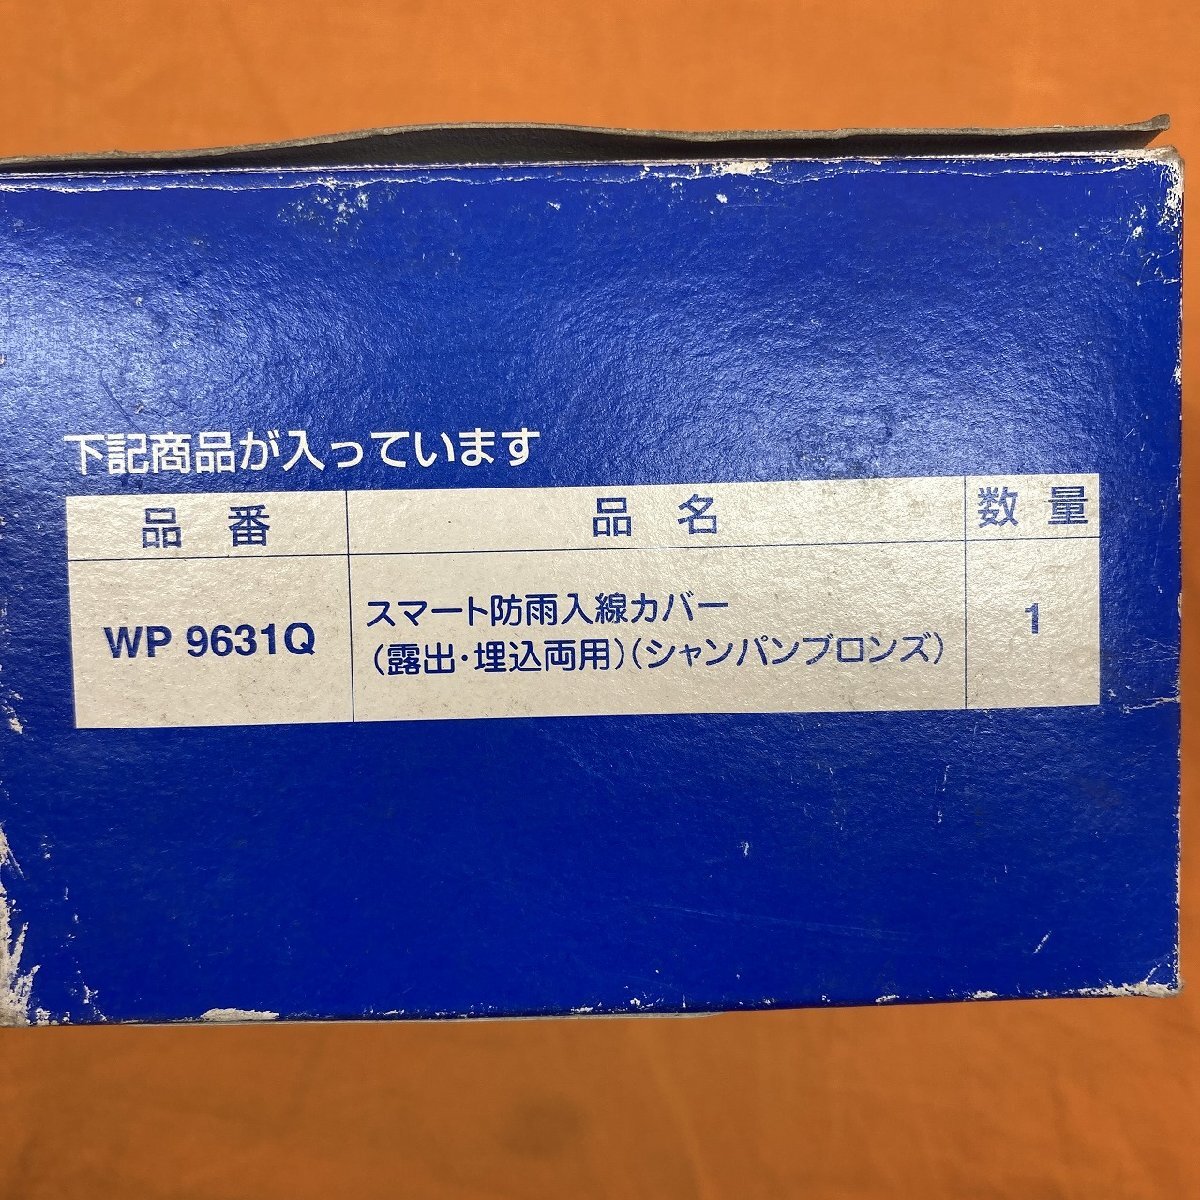 下記商品が入っています
品番 品名 数量
WP 9631Q スマート防雨入線カバー 1
(露出・埋込両用)(シャンパンブロンズ)